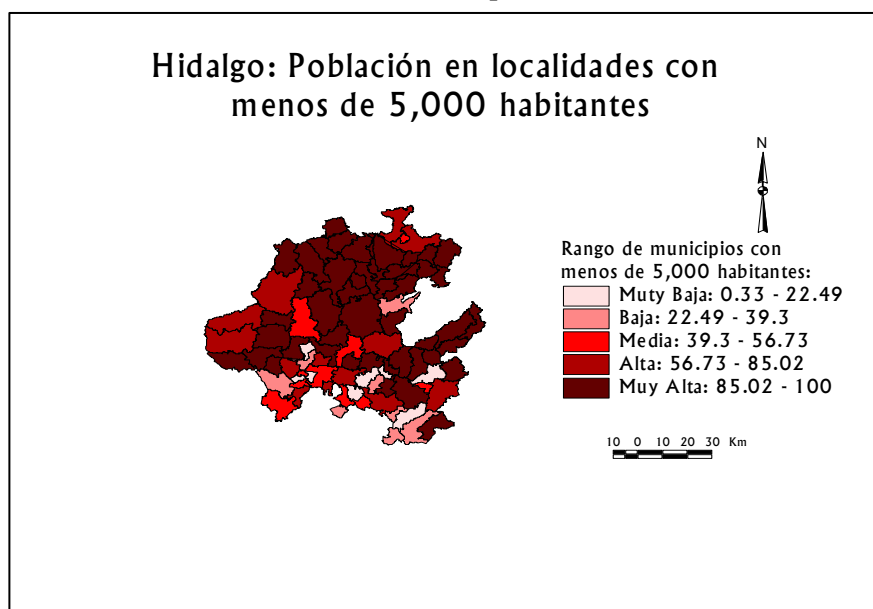 Hidalgo: Población en localidades con
menos de 5,000 habitantes
N
Rango de municipios con
menos de 5,000 habitantes:
Muty Baja: 0.33 - 22.49
Baja: 22.49 - 39.3
Media: 39.3 - 56.73
Alta: 56.73 - 85.02
Muy Alta: 85.02 - 100
10 0 10 20 30 Km